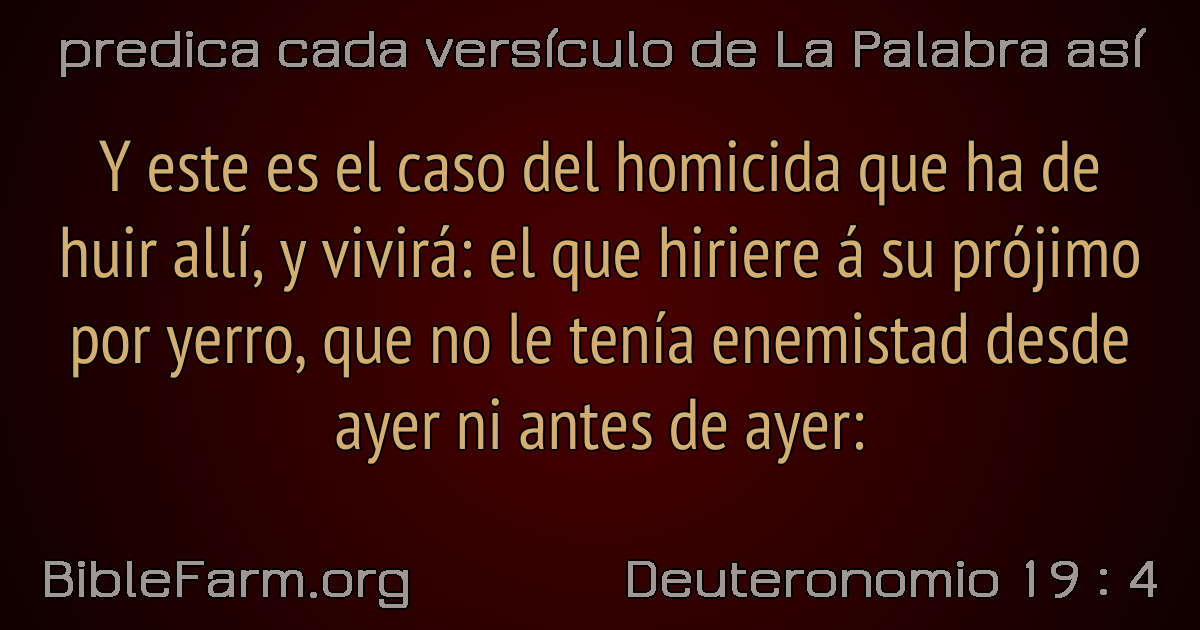 predica cada versículo de La Palabra así
Y este es el caso del homicida que ha de
huir allí, y vivirá: el que hiriere á su prójimo
por yerro, que no le tenía enemistad desde
ayer ni antes de ayer:
BibleFarm.org
Deuteronomio 19 : 4